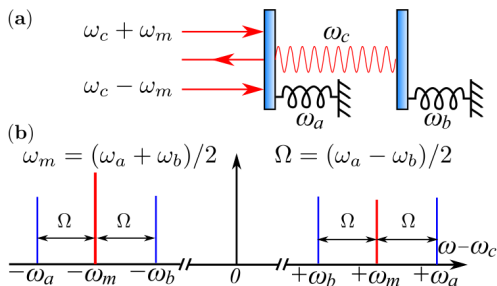 (a)
ω_c + ω_m
ω_c
ω_c − ω_m
ω_a
ω_b
(b)
ω_m = (ω_a + ω_b)/2
Ω = (ω_a − ω_b)/2
Ω Ω Ω Ω
ω−ω_c
−ω_a −ω_m −ω_b 0 +ω_b +ω_m +ω_a